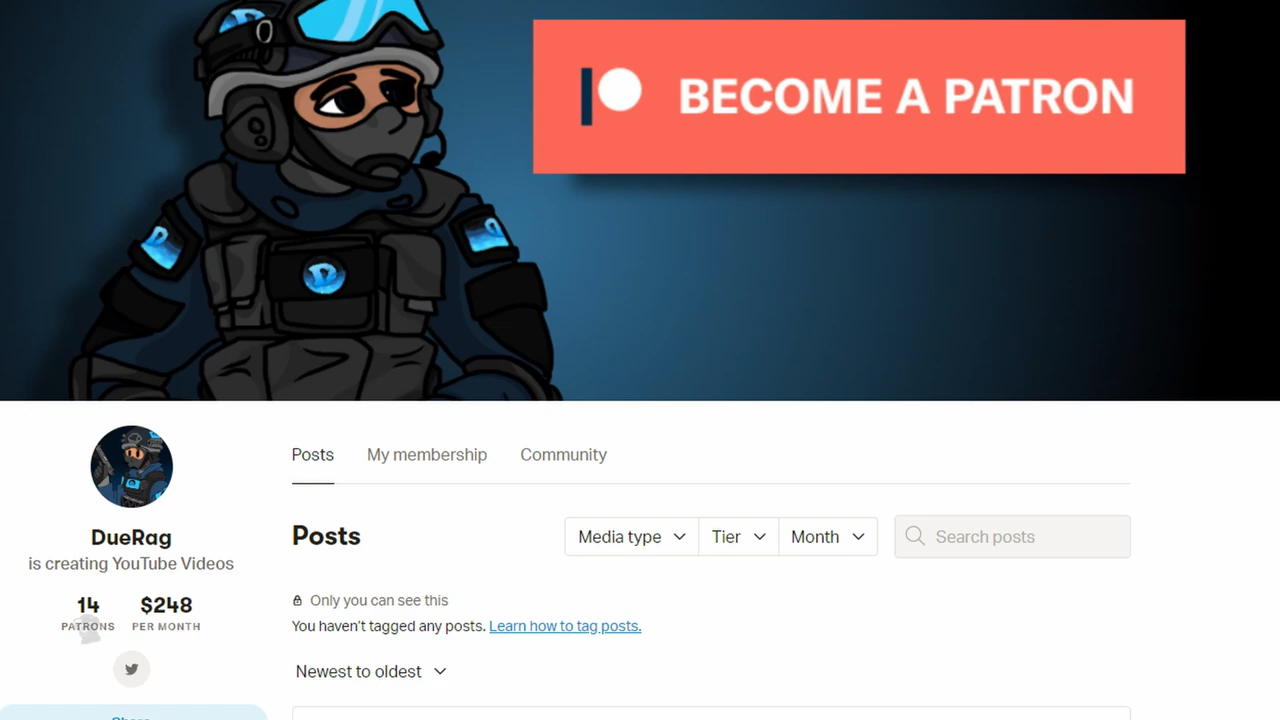 BECOME A PATRON
Posts
My membership
Community
DueRag
is creating YouTube Videos
14
$248
PATRONS
PER MONTH
Posts
Media type
Tier
Month
Search posts
Only you can see this
You haven't tagged any posts. Learn how to tag posts.
Newest to oldest
Share